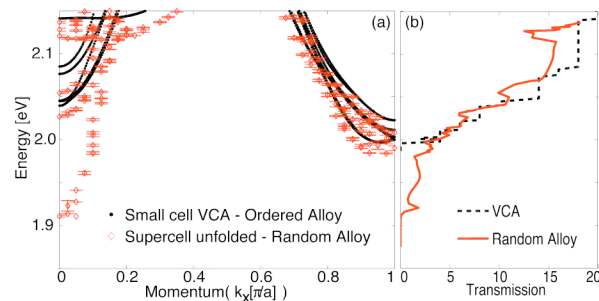 (a)
(b)
2.1
2.0
1.9
Energy [eV]
Small cell VCA - Ordered Alloy
Supercell unfolded - Random Alloy
VCA
Random Alloy
0 0.2 0.4 0.6 0.8 1
0 5 10 15 20
Momentum( kx[π/a]
Transmission